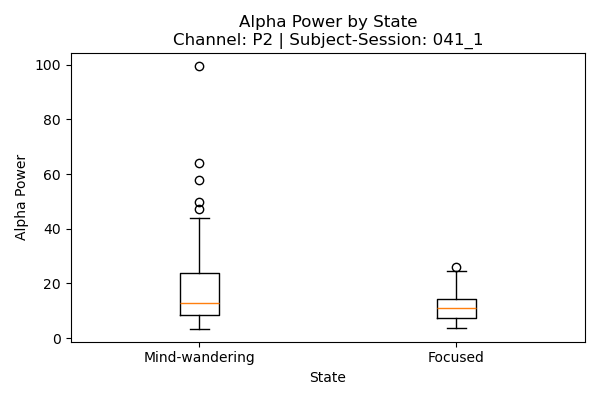 Alpha Power by State
Channel: P2 | Subject-Session: 041_1
100
80
60
40
20
0
Alpha Power
Mind-wandering
Focused
State